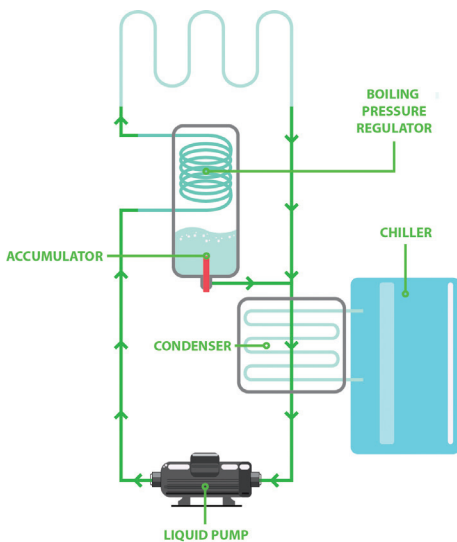 BOILING
PRESSURE
REGULATOR
CHILLER
ACCUMULATOR
CONDENSER
LIQUID PUMP